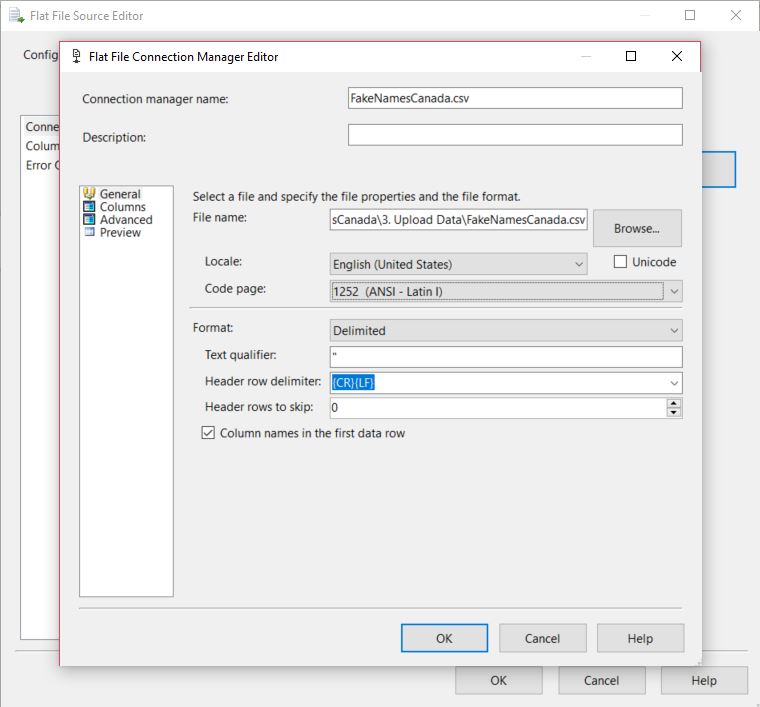 Flat File Source Editor
Config
Flat File Connection Manager Editor
Connection manager name:
FakeNamesCanada.csv
Description:
Conne
Colum
Error C
General
Columns
Advanced
Preview
Select a file and specify the file properties and the file format.
File name:
sCanada\3. Upload Data\FakeNamesCanada.csv
Browse...
Locale:
English (United States)
Unicode
Code page:
1252 (ANSI - Latin I)
Format:
Delimited
Text qualifier:
"
Header row delimiter:
{CR}{LF}
Header rows to skip:
0
Column names in the first data row
OK
Cancel
Help
OK
Cancel
Help